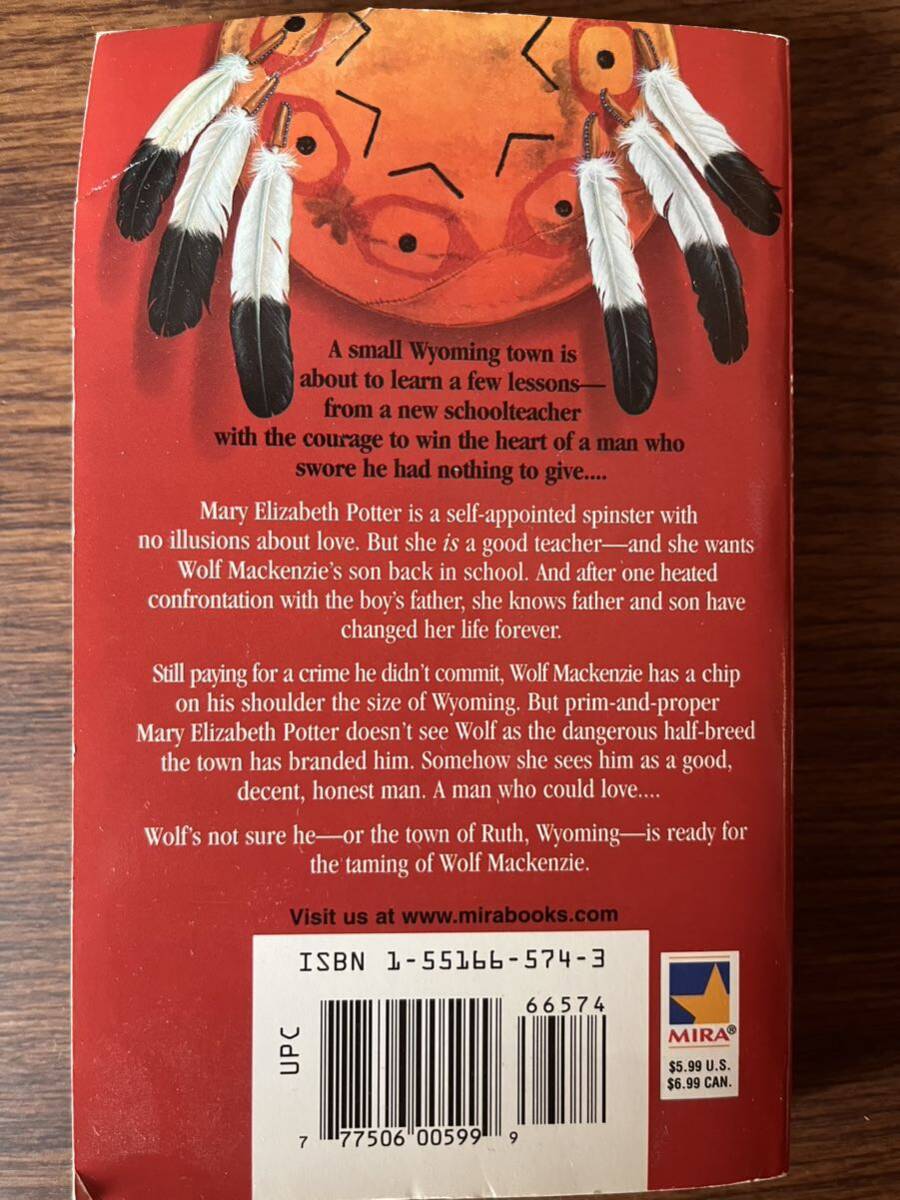 A small Wyoming town is
about to learn a few lessons—
from a new schoolteacher
with the courage to win the heart of a man who
swore he had nothing to give....
Mary Elizabeth Potter is a self-appointed spinster with
no illusions about love. But she is a good teacher—and she wants
Wolf Mackenzie's son back in school. And after one heated
confrontation with the boy's father, she knows father and son have
changed her life forever.
Still paying for a crime he didn't commit, Wolf Mackenzie has a chip
on his shoulder the size of Wyoming. But prim-and-proper
Mary Elizabeth Potter doesn't see Wolf as the dangerous half-breed
the town has branded him. Somehow she sees him as a good,
decent, honest man. A man who could love....
Wolf's not sure he—or the town of Ruth, Wyoming—is ready for
the taming of Wolf Mackenzie.
Visit us at www.mirabooks.com
ISBN 1-55166-574-3
66574
UPC
7 77506 00599 9
MIRA®
$5.99 U.S.
$6.99 CAN.